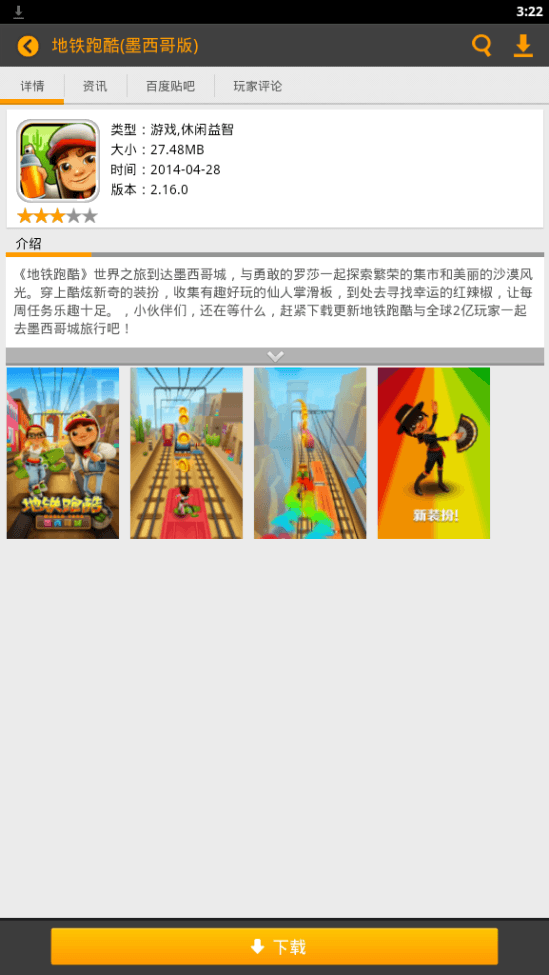 3:22
地铁跑酷(墨西哥版)
详情 资讯 百度贴吧 玩家评论
类型：游戏,休闲益智
大小：27.48MB
时间：2014-04-28
版本：2.16.0
介绍
《地铁跑酷》世界之旅到达墨西哥城，与勇敢的罗莎一起探索繁荣的集市和美丽的沙漠风
光。穿上酷炫新奇的装扮，收集有趣好玩的仙人掌滑板，到处去寻找幸运的红辣椒，让每
周任务乐趣十足。，小伙伴们，还在等什么，赶紧下载更新地铁跑酷与全球2亿玩家一起
去墨西哥城旅行吧！
地铁跑酷
新装扮!
下载